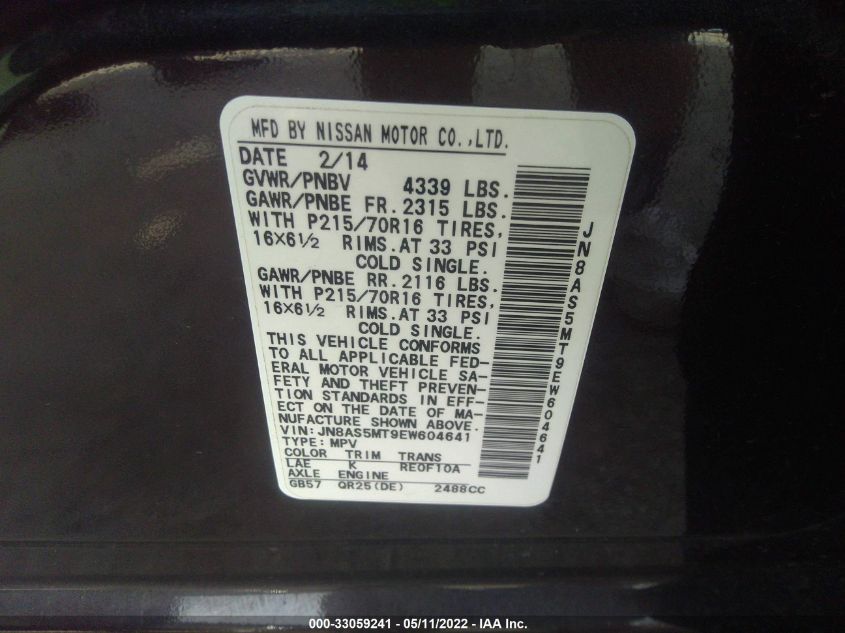 MFD BY NISSAN MOTOR CO.,LTD.
DATE 2/14
GVWR/PNBV 4339 LBS.
GAWR/PNBE FR. 2315 LBS.
WITH P215/70R16 TIRES,
16×6½ RIMS.AT 33 PSI
COLD SINGLE.
GAWR/PNBE RR. 2116 LBS.
WITH P215/70R16 TIRES,
16×6½ RIMS.AT 33 PSI
COLD SINGLE.
THIS VEHICLE CONFORMS
TO ALL APPLICABLE FED-
ERAL MOTOR VEHICLE SA-
FETY AND THEFT PREVEN-
TION STANDARDS IN EFF-
ECT ON THE DATE OF MA-
NUFACTURE SHOWN ABOVE.
VIN: JN8AS5MT9EW604641
TYPE: MPV
COLOR TRIM TRANS
LAE K RE0F10A
AXLE ENGINE
GB57 QR25(DE) 2488CC
JN8AS5MT9EW604641
000-33059241 - 05/11/2022 - IAA Inc.